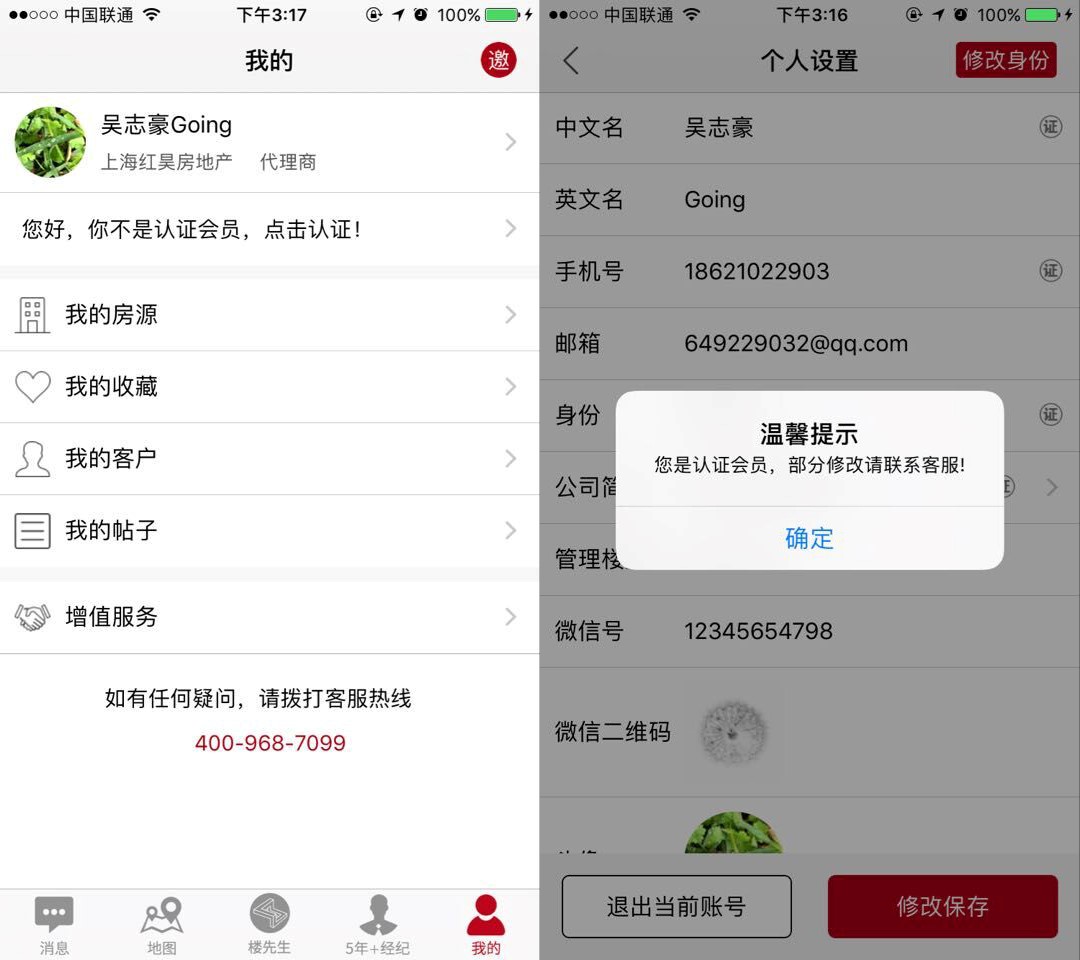 ●●○○○ 中国联通 下午3:17 100%
我的 邀
吴志豪Going
上海红昊房地产 代理商
您好，你不是认证会员，点击认证！
我的房源
我的收藏
我的客户
我的帖子
增值服务
如有任何疑问，请拨打客服热线
400-968-7099
消息 地图 楼先生 5年+经纪 我的
●●○○○ 中国联通 下午3:16 100%
个人设置 修改身份
中文名 吴志豪 证
英文名 Going
手机号 18621022903 证
邮箱 649229032@qq.com
身份 证
温馨提示
您是认证会员，部分修改请联系客服!
公司简
确定
管理楼
微信号 12345654798
微信二维码
退出当前账号 修改保存